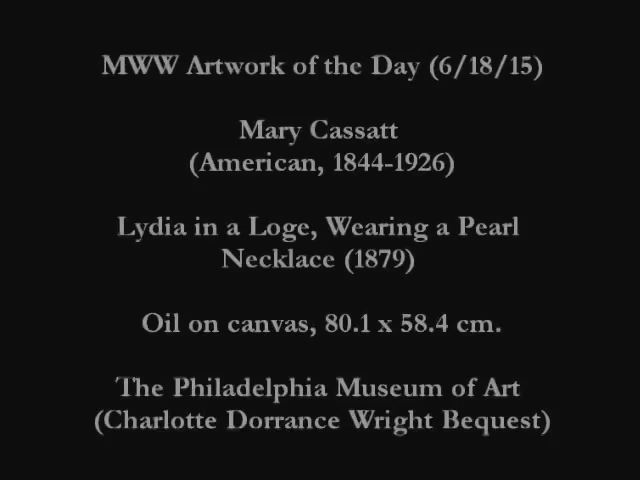 MWW Artwork of the Day (6/18/15)
Mary Cassatt
(American, 1844-1926)
Lydia in a Loge, Wearing a Pearl
Necklace (1879)
Oil on canvas, 80.1 x 58.4 cm.
The Philadelphia Museum of Art
(Charlotte Dorrance Wright Bequest)